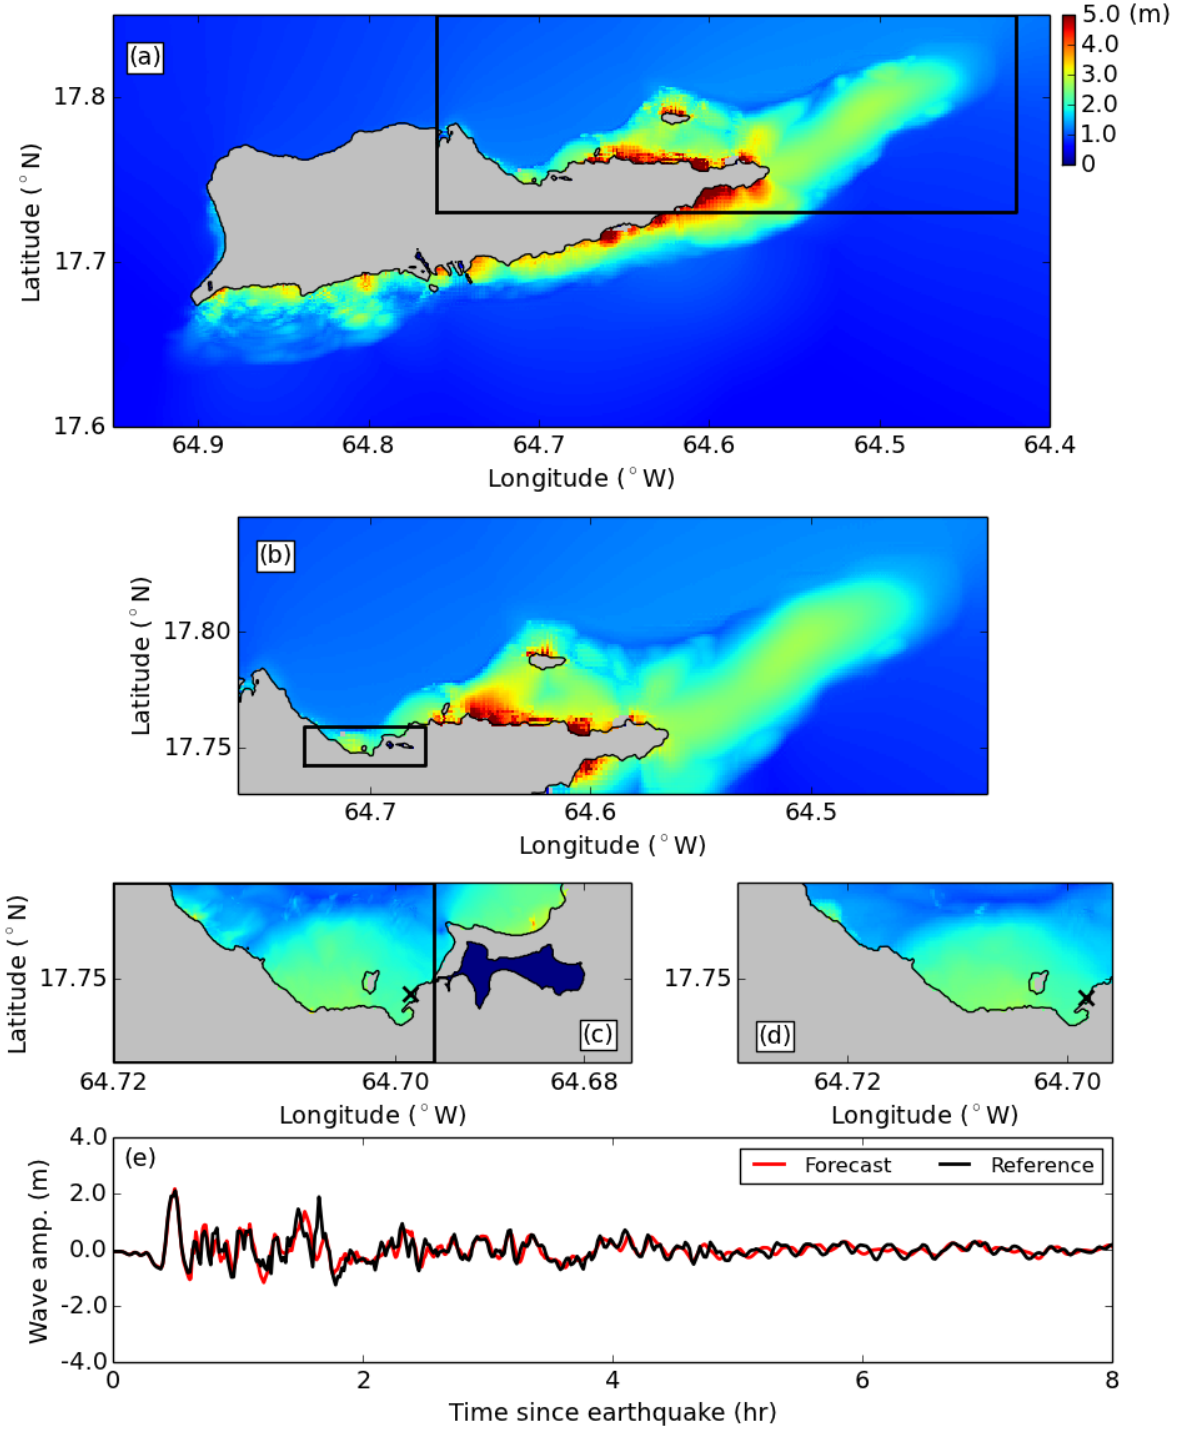 (a)
5.0 (m)
4.0
3.0
2.0
1.0
0
Latitude (°N)
17.8
17.7
17.6
64.9 64.8 64.7 64.6 64.5 64.4
Longitude (°W)
(b)
Latitude (°N)
17.80
17.75
64.7 64.6 64.5
Longitude (°W)
Latitude (°N)
17.75
(c)
64.72 64.70 64.68
Longitude (°W)
17.75
(d)
64.72 64.70
Longitude (°W)
(e)
Wave amp. (m)
4.0
2.0
0.0
-2.0
-4.0
Forecast Reference
0 2 4 6 8
Time since earthquake (hr)